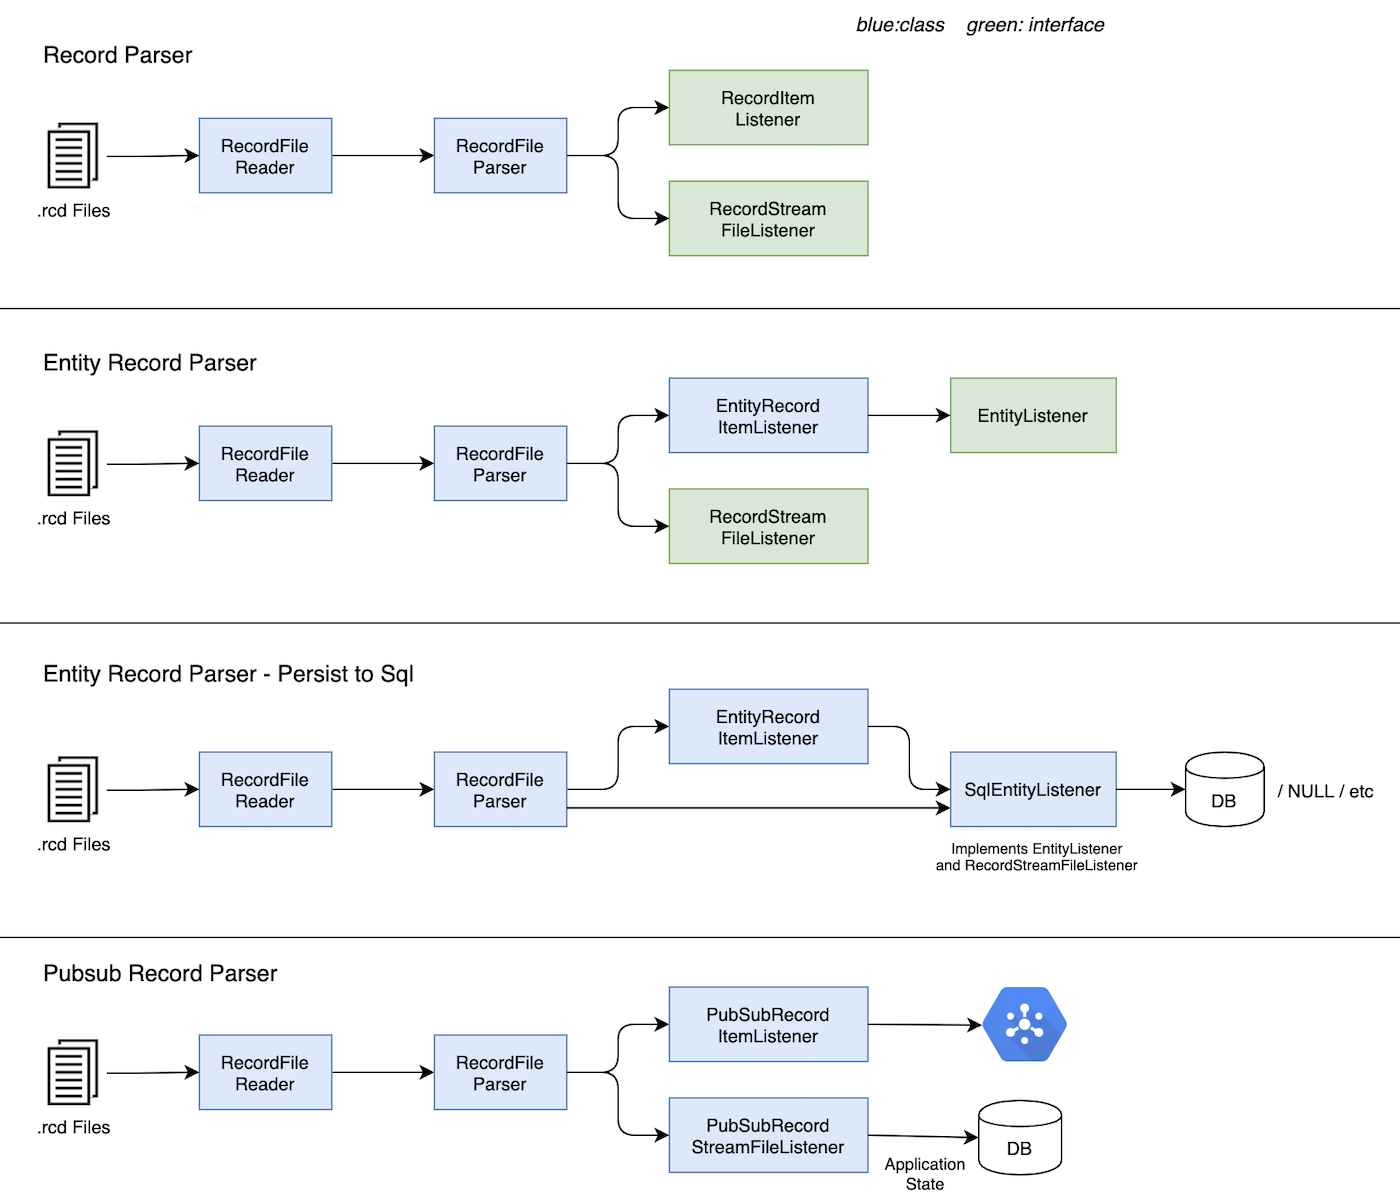 blue:class green: interface
Record Parser
.rcd Files
RecordFile
Reader
RecordFile
Parser
RecordItem
Listener
RecordStream
FileListener
Entity Record Parser
.rcd Files
RecordFile
Reader
RecordFile
Parser
EntityRecord
ItemListener
EntityListener
RecordStream
FileListener
Entity Record Parser - Persist to Sql
.rcd Files
RecordFile
Reader
RecordFile
Parser
EntityRecord
ItemListener
SqlEntityListener
Implements EntityListener
and RecordStreamFileListener
DB
/ NULL / etc
Pubsub Record Parser
.rcd Files
RecordFile
Reader
RecordFile
Parser
PubSubRecord
ItemListener
PubSubRecord
StreamFileListener
Application
State
DB